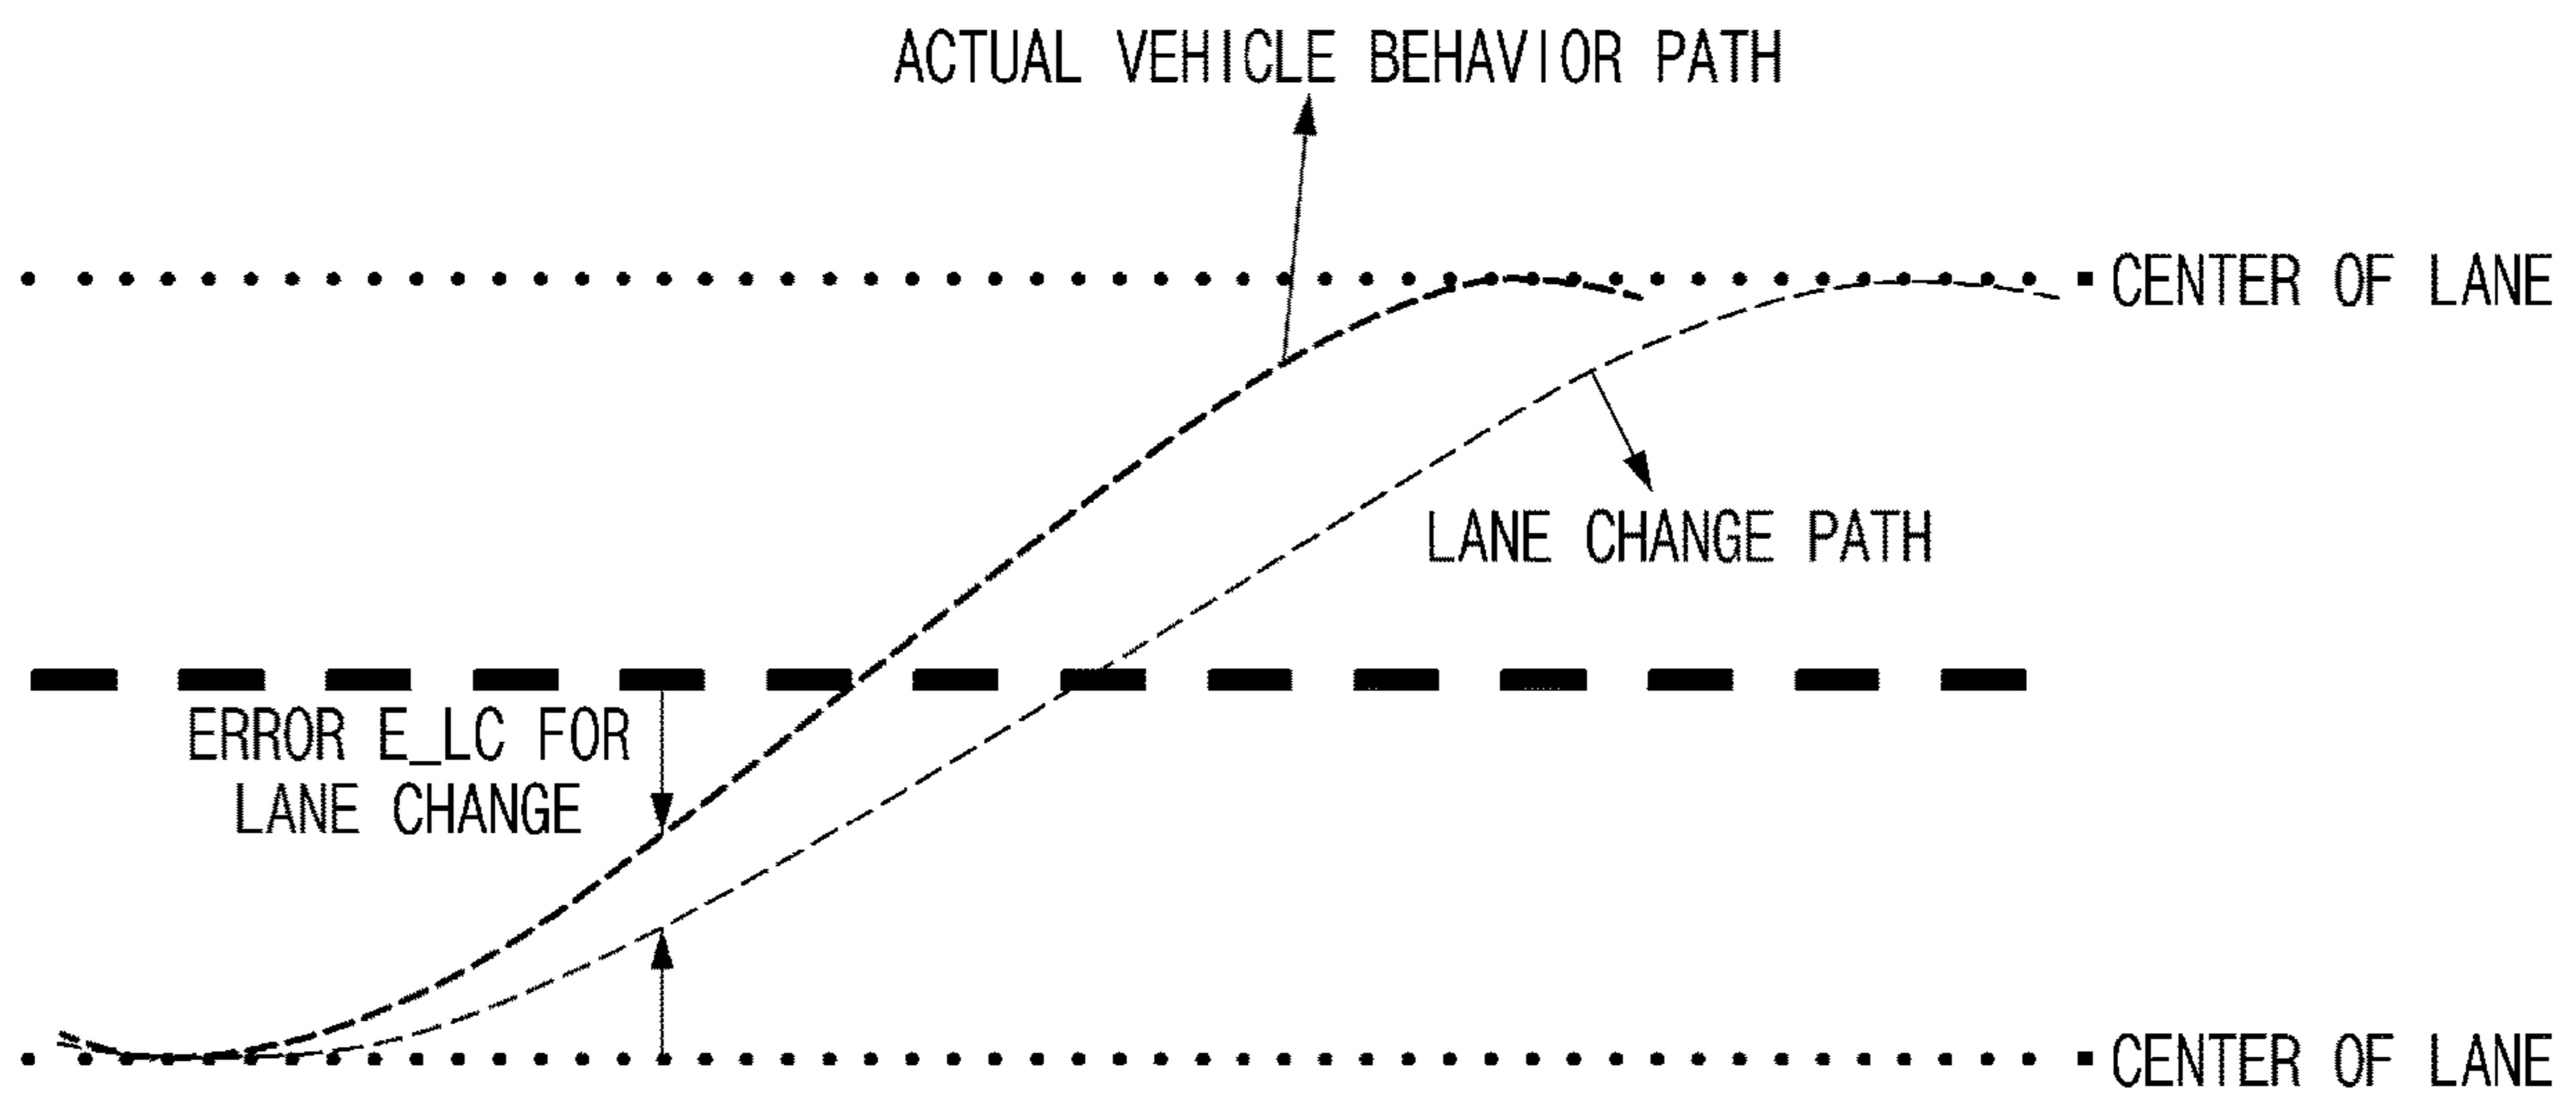 ACTUAL VEHICLE BEHAVIOR PATH
CENTER OF LANE
LANE CHANGE PATH
ERROR E_LC FOR
LANE CHANGE
CENTER OF LANE